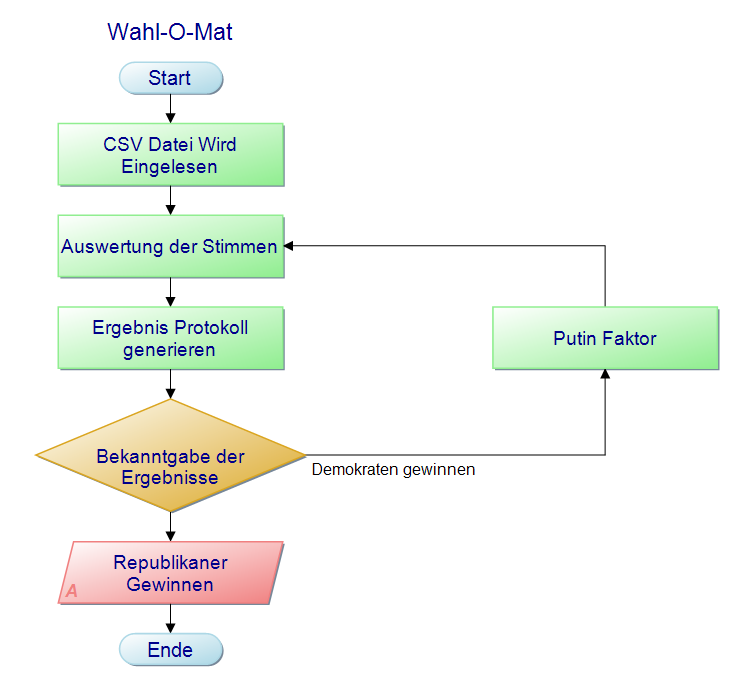 Wahl-O-Mat
Start
CSV Datei Wird
Eingelesen
Auswertung der Stimmen
Ergebnis Protokoll
generieren
Putin Faktor
Bekanntgabe der
Ergebnisse
Demokraten gewinnen
Republikaner
Gewinnen
A
Ende